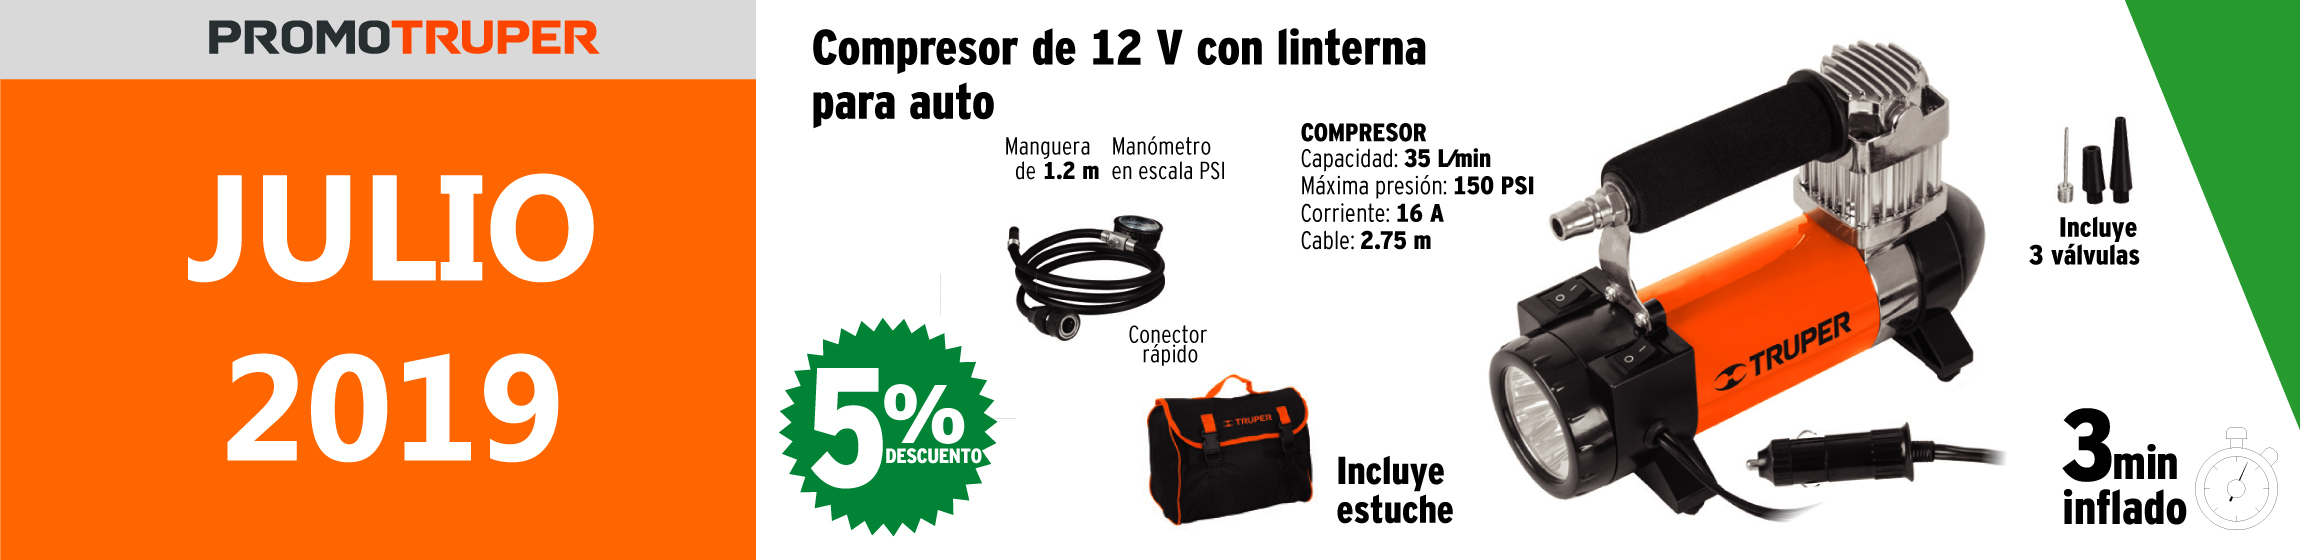 PROMOTRUPER
JULIO
2019
Compresor de 12 V con linterna
para auto
Manguera
de 1.2 m
Manómetro
en escala PSI
Conector
rápido
COMPRESOR
Capacidad: 35 L/min
Máxima presión: 150 PSI
Corriente: 16 A
Cable: 2.75 m
5%
DESCUENTO
TRUPER
Incluye
estuche
TRUPER
Incluye
3 válvulas
3min
inflado